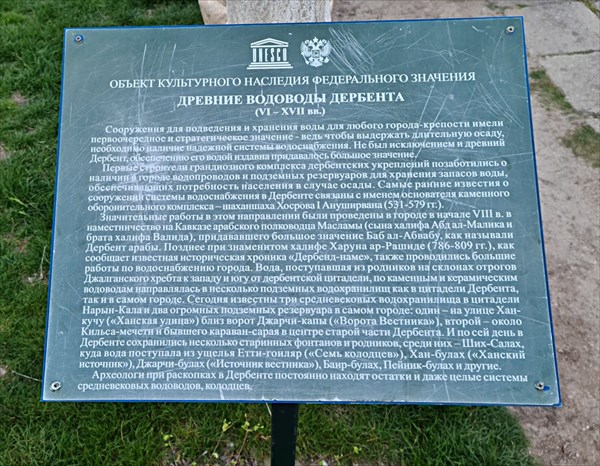 UNESCO
ОБЪЕКТ КУЛЬТУРНОГО НАСЛЕДИЯ ФЕДЕРАЛЬНОГО ЗНАЧЕНИЯ
ДРЕВНИЕ ВОДОВОДЫ ДЕРБЕНТА
(VI – XVII вв.)
Сооружения для подведения и хранения воды для любого города-крепости имели
первоочередное и стратегическое значение - ведь чтобы выдержать длительную осаду,
необходимо наличие надежной системы водоснабжения. Не был исключением и древний
Дербент, обеспечению его водой издавна придавалось большое значение.
Первые строители грандиозного комплекса дербентских укреплений позаботились о
наличии в городе водопроводов и подземных резервуаров для хранения запасов воды,
обеспечивающих потребность населения в случае осады. Самые ранние известия о
сооружении системы водоснабжения в Дербенте связаны с именем основателя каменного
оборонительного комплекса – шаханшаха Хосрова I Ануширвана (531-579 гг.).
Значительные работы в этом направлении были проведены в городе в начале VIII в. в
наместничество на Кавказе арабского полководца Масламы (сына халифа Абд ал-Малика и
брата халифа Валида), придававшего большое значение Баб ал-Абвабу, как называли
Дербент арабы. Позднее при знаменитом халифе Харуна ар-Рашиде (786-809 гг.), как
сообщает известная историческая хроника «Дербенд-наме», также проводились большие
работы по водоснабжению города. Вода, поступавшая из родников на склонах отрогов
Джалганского хребта к западу и югу от дербентской цитадели, по каменным и керамическим
водоводам направлялась в несколько подземных водохранилищ как в цитадели Дербента,
так и в самом городе. Сегодня известны три средневековых водохранилища в цитадели
Нарын-Кала и два огромных подземных резервуара в самом городе: один – на улице Хан-
кучу («Ханская улица») близ ворот Джарчи-капы («Ворота Вестника»), второй – около
Кильса-мечети и бывшего караван-сарая в центре старой части Дербента. И по сей день в
Дербенте сохранились несколько старинных фонтанов и родников, среди них – Ших-Салах,
куда вода поступала из ущелья Етти-гоиляр («Семь колодцев»), Хан-булах («Ханский
источник»), Джарчи-булах («Источник вестника»), Баир-булах, Пейник-булах и другие.
Археологи при раскопках в Дербенте постоянно находят остатки и даже целые системы
средневековых водоводов, колодцев.